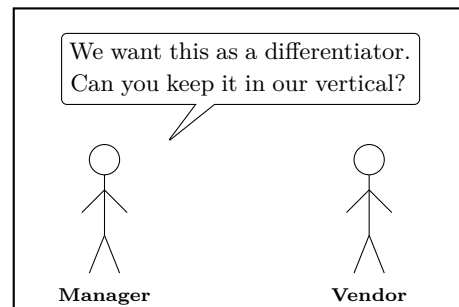 We want this as a differentiator.
Can you keep it in our vertical?
Manager
Vendor